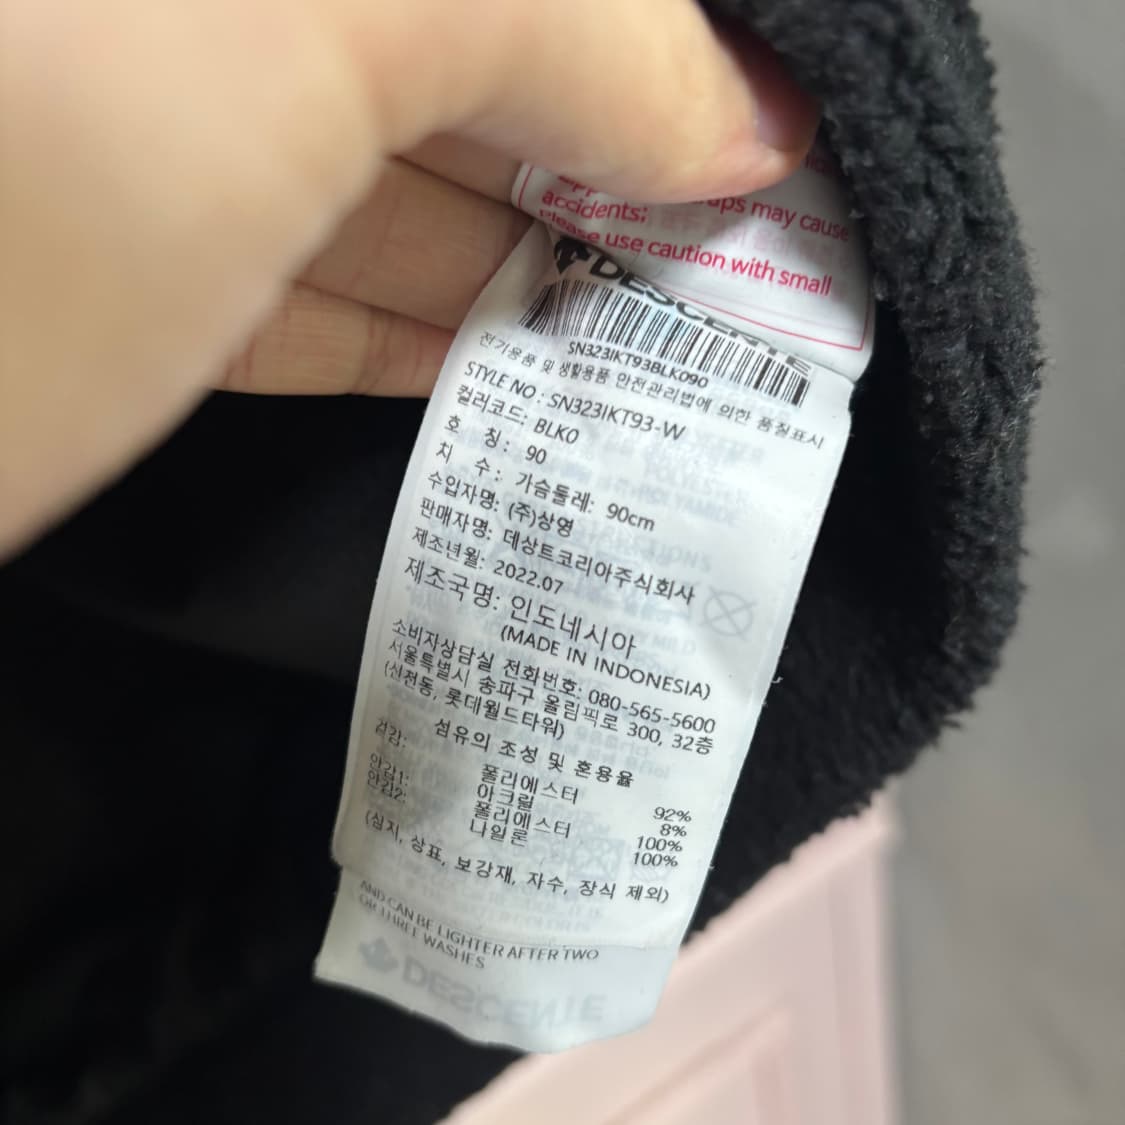 ups may cause
accidents;
Please use caution with small
DESCENTE
SN323IKT93BLK090
전기용품 및 생활용품 안전관리법에 의한 품질표시
STYLE NO : SN323IKT93-W
컬러코드: BLK0
호 칭: 90
치 수: 가슴둘레: 90cm
수입자명: (주)상영
판매자명: 데상트코리아주식회사
제조년월: 2022.07
제조국명: 인도네시아
(MADE IN INDONESIA)
소비자상담실 전화번호: 080-565-5600
서울특별시 송파구 올림픽로 300, 32층
(신천동, 롯데월드타워)
섬유의 조성 및 혼용율
겉감: 폴리에스터 92%
아크릴 8%
안감1: 폴리에스터 100%
안감2: 나일론 100%
(심지, 상표, 보강재, 자수, 장식 제외)
AND CAN BE LIGHTER AFTER TWO
OR THREE WASHES
DESCENTE